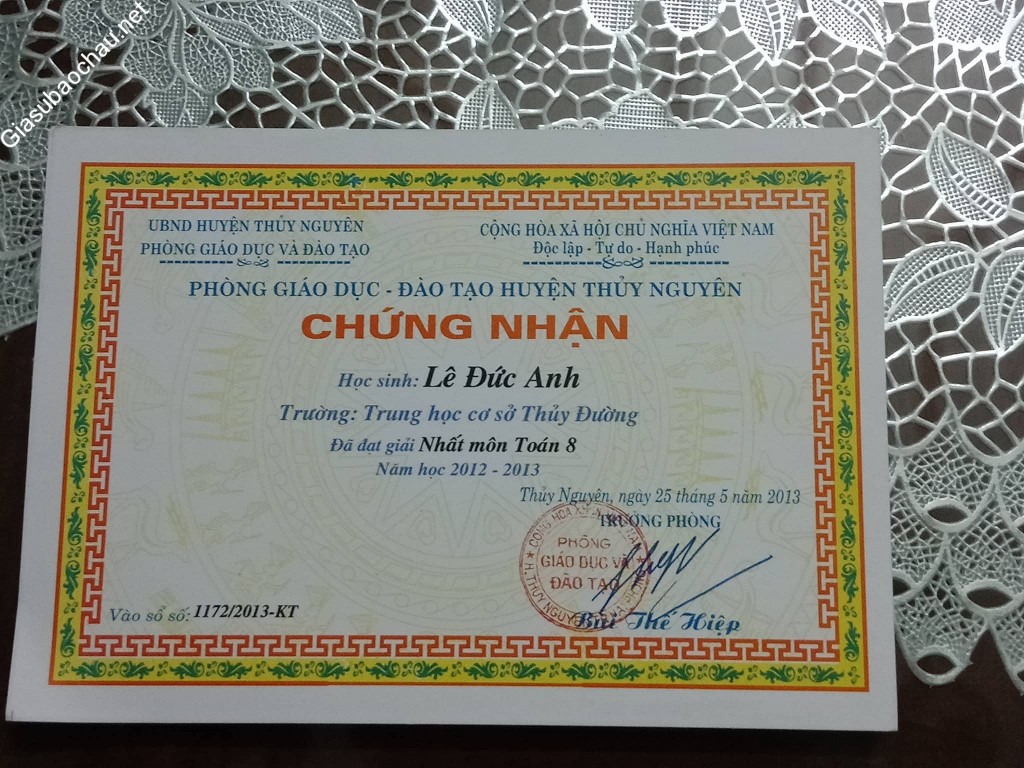 Giasubaochau.net
UBND HUYỆN THỦY NGUYÊN
PHÒNG GIÁO DỤC VÀ ĐÀO TẠO
CỘNG HÒA XÃ HỘI CHỦ NGHĨA VIỆT NAM
Độc lập - Tự do - Hạnh phúc
PHÒNG GIÁO DỤC - ĐÀO TẠO HUYỆN THỦY NGUYÊN
CHỨNG NHẬN
Học sinh: Lê Đức Anh
Trường: Trung học cơ sở Thủy Đường
Đã đạt giải Nhất môn Toán 8
Năm học 2012 - 2013
Thủy Nguyên, ngày 25 tháng 5 năm 2013
TRƯỞNG PHÒNG
PHÒNG
GIÁO DỤC VÀ
ĐÀO TẠO
Bùi Thế Hiệp
Vào sổ số: 1172/2013-KT